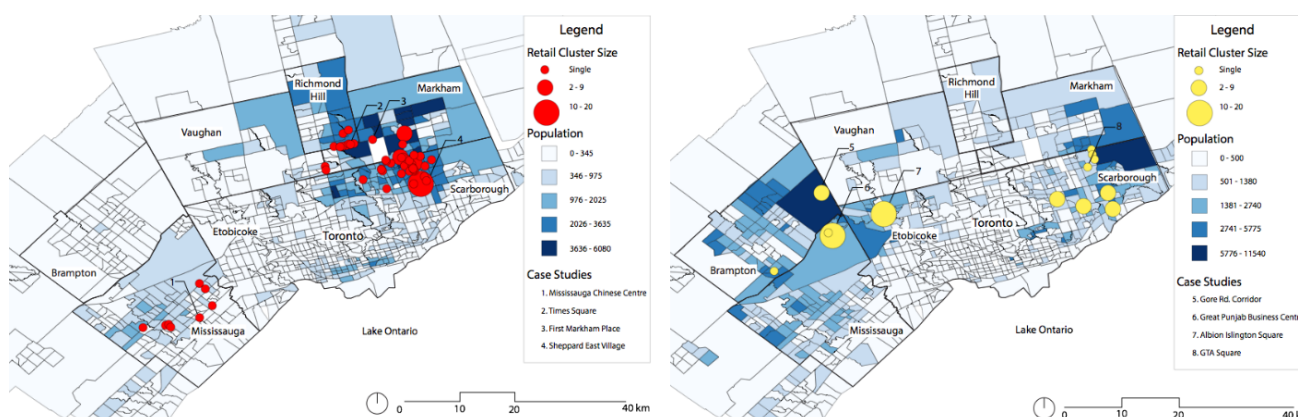 Legend
Retail Cluster Size
Single
2 - 9
10 - 20
Population
0 - 345
346 - 975
976 - 2025
2026 - 3635
3636 - 6080
Case Studies
1. Mississauga Chinese Centre
2. Times Square
3. First Markham Place
4. Sheppard East Village
Richmond
Hill
Markham
2
3
Vaughan
4
Scarborough
Etobicoke
Toronto
Brampton
1
Mississauga
Lake Ontario
0
10
20
40 km
Legend
Retail Cluster Size
Single
2 - 9
10 - 20
Population
0 - 500
501 - 1380
1381 - 2740
2741 - 5775
5776 - 11540
Case Studies
5. Gore Rd. Corridor
6. Great Punjab Business Cent
7. Albion Islington Square
8. GTA Square
Richmond
Hill
Markham
Vaughan
8
5
7
6
Scarborough
Etobicoke
Toronto
Brampton
Mississauga
Lake Ontario
0
10
20
40 km